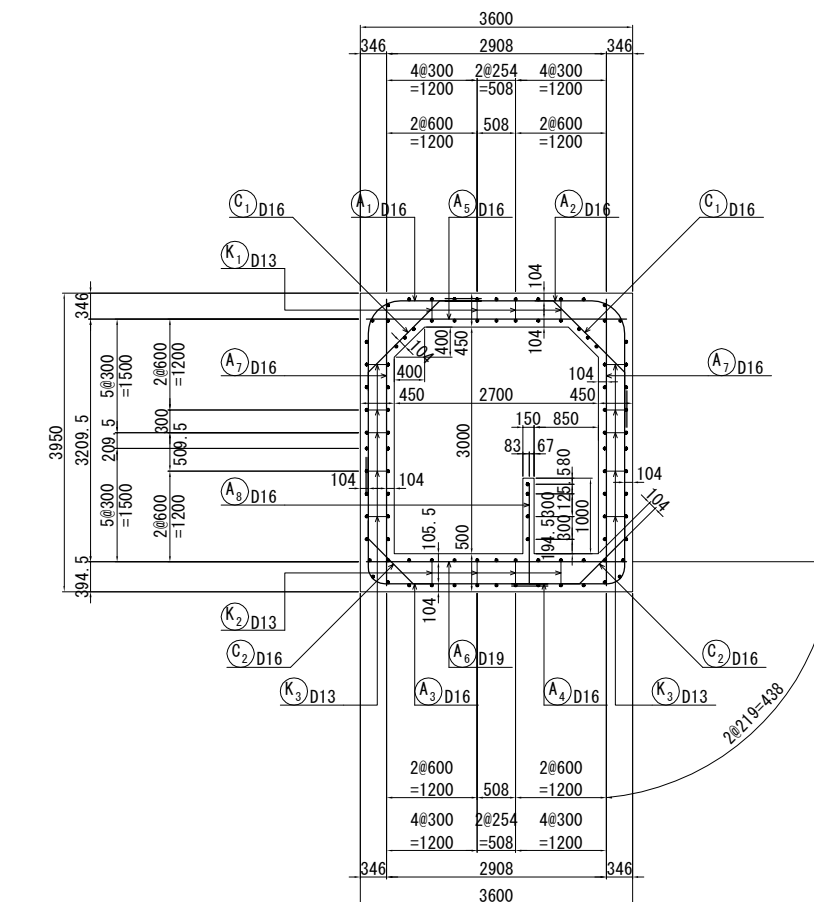 3600
346 2908 346
4@300 2@254 4@300
=1200 =508 =1200
2@600 508 2@600
=1200 =1200
C1 D16
A1 D16
A5 D16
A2 D16
C1 D16
K1 D13
104
346
104
400
450
104
A7 D16
400
104
A7 D16
450 2700 450
150 850
83 67
3950
3209.5
5@300
=1500
209.5
5@300
=1500
2@600
=1200
300
509.5
2@600
=1200
3000
580
125
300
300
194.5
1000
104 104
104
104
A8 D16
105.5
500
394.5
104
K2 D13
C2 D16
A6 D19
C2 D16
K3 D13
A3 D16
A4 D16
K3 D13
2@219=438
2@600 2@600
=1200 508 =1200
4@300 2@254 4@300
=1200 =508 =1200
346 2908 346
3600